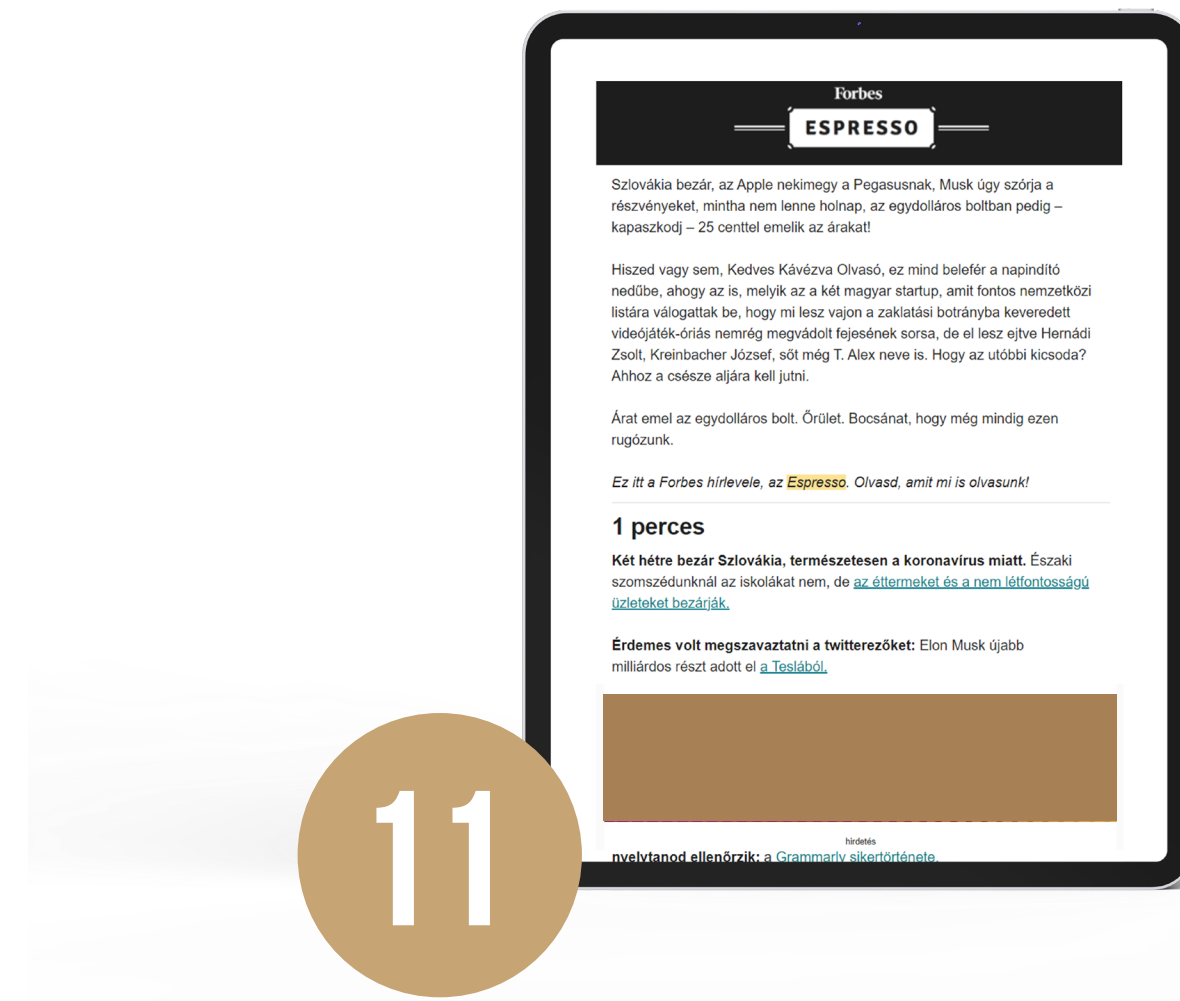 Forbes
ESPRESSO
Szlovákia bezár, az Apple nekimegy a Pegasusnak, Musk úgy szórja a
részvényeket, mintha nem lenne holnap, az egydolláros boltban pedig –
kapaszkodj – 25 centtel emelik az árakat!
Hiszed vagy sem, Kedves Kávézva Olvasó, ez mind belefér a napindító
nedűbe, ahogy az is, melyik az a két magyar startup, amit fontos nemzetközi
listára válogattak be, hogy mi lesz vajon a zaklatási botrányba keveredett
videójáték-óriás nemrég megvádolt fejesének sorsa, de el lesz ejtve Hernádi
Zsolt, Kreinbacher József, sőt még T. Alex neve is. Hogy az utóbbi kicsoda?
Ahhoz a csésze aljára kell jutni.
Árat emel az egydolláros bolt. Őrület. Bocsánat, hogy még mindig ezen
rugózunk.
Ez itt a Forbes hírlevele, az Espresso. Olvasd, amit mi is olvasunk!
1 perces
Két hétre bezár Szlovákia, természetesen a koronavírus miatt. Északi
szomszédunknál az iskolákat nem, de az éttermeket és a nem létfontosságú
üzleteket bezárják.
Érdemes volt megszavaztatni a twitterezőket: Elon Musk újabb
milliárdos részt adott el a Teslából.
hirdetés
nyelvtanod ellenőrzik: a Grammarly sikertörténete.
11